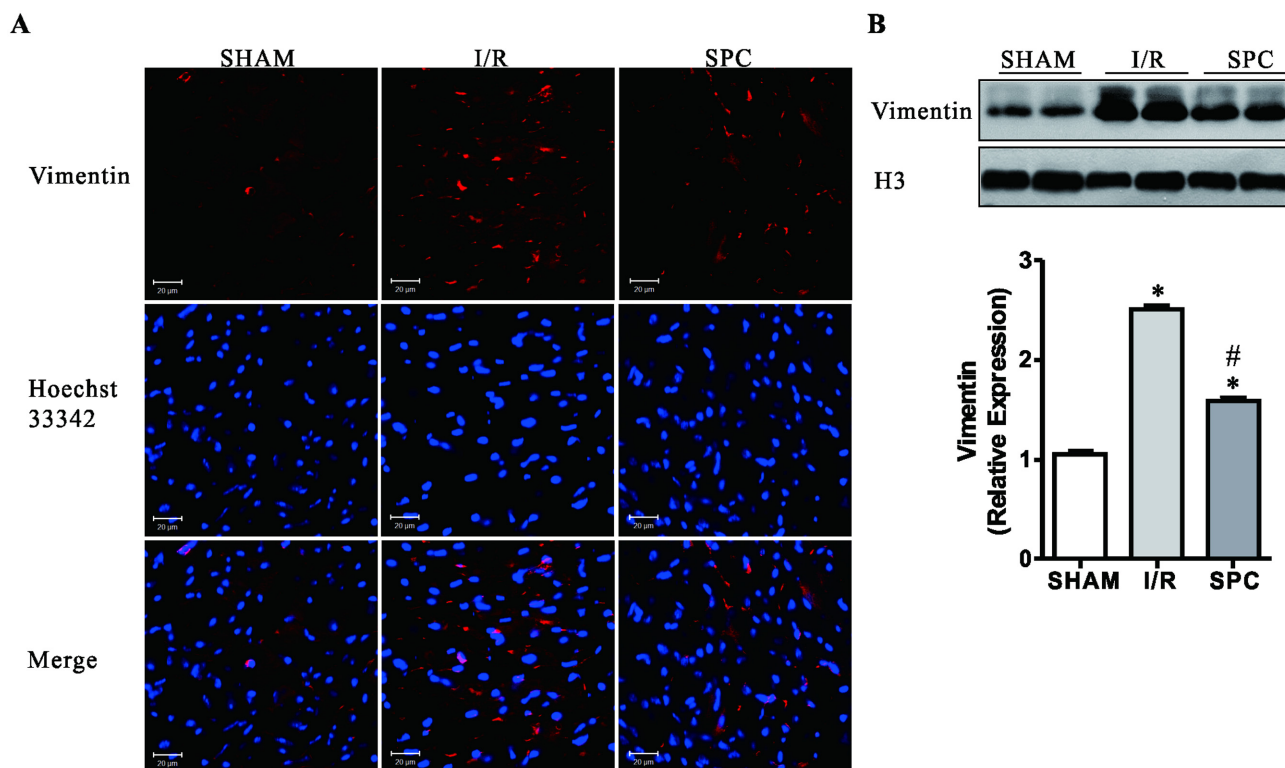 A
SHAM I/R SPC
Vimentin
20 µm 20 µm 20 µm
Hoechst
33342
20 µm 20 µm 20 µm
Merge
20 µm 20 µm 20 µm
B
SHAM I/R SPC
Vimentin
H3
Vimentin
(Relative Expression)
3
2
1
0
*
#
*
SHAM I/R SPC